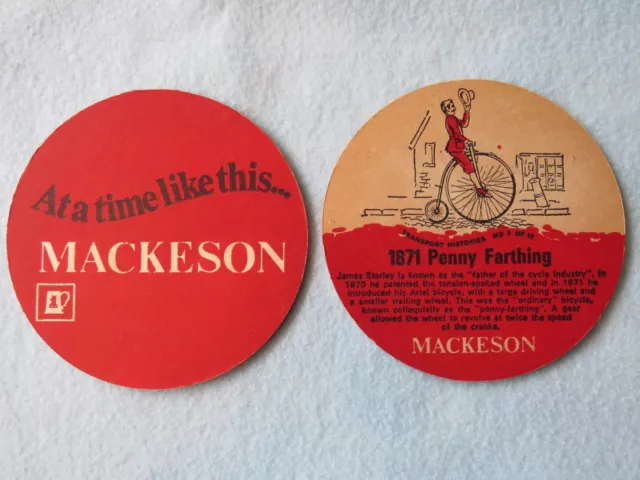 At a time like this...
MACKESON
TRANSPORT HISTORIES NO 5 OF 12
1871 Penny Farthing
James Starley is known as the "father of the cycle industry", in
1870 he patented the tension-spoked wheel and in 1871 he
introduced his Ariel bicycle, with a large driving wheel and
a smaller trailing wheel. This was the "ordinary" bicycle,
known colloquially as the "penny-farthing". A gear
allowed the wheel to revolve at twice the speed
of the cranks.
MACKESON